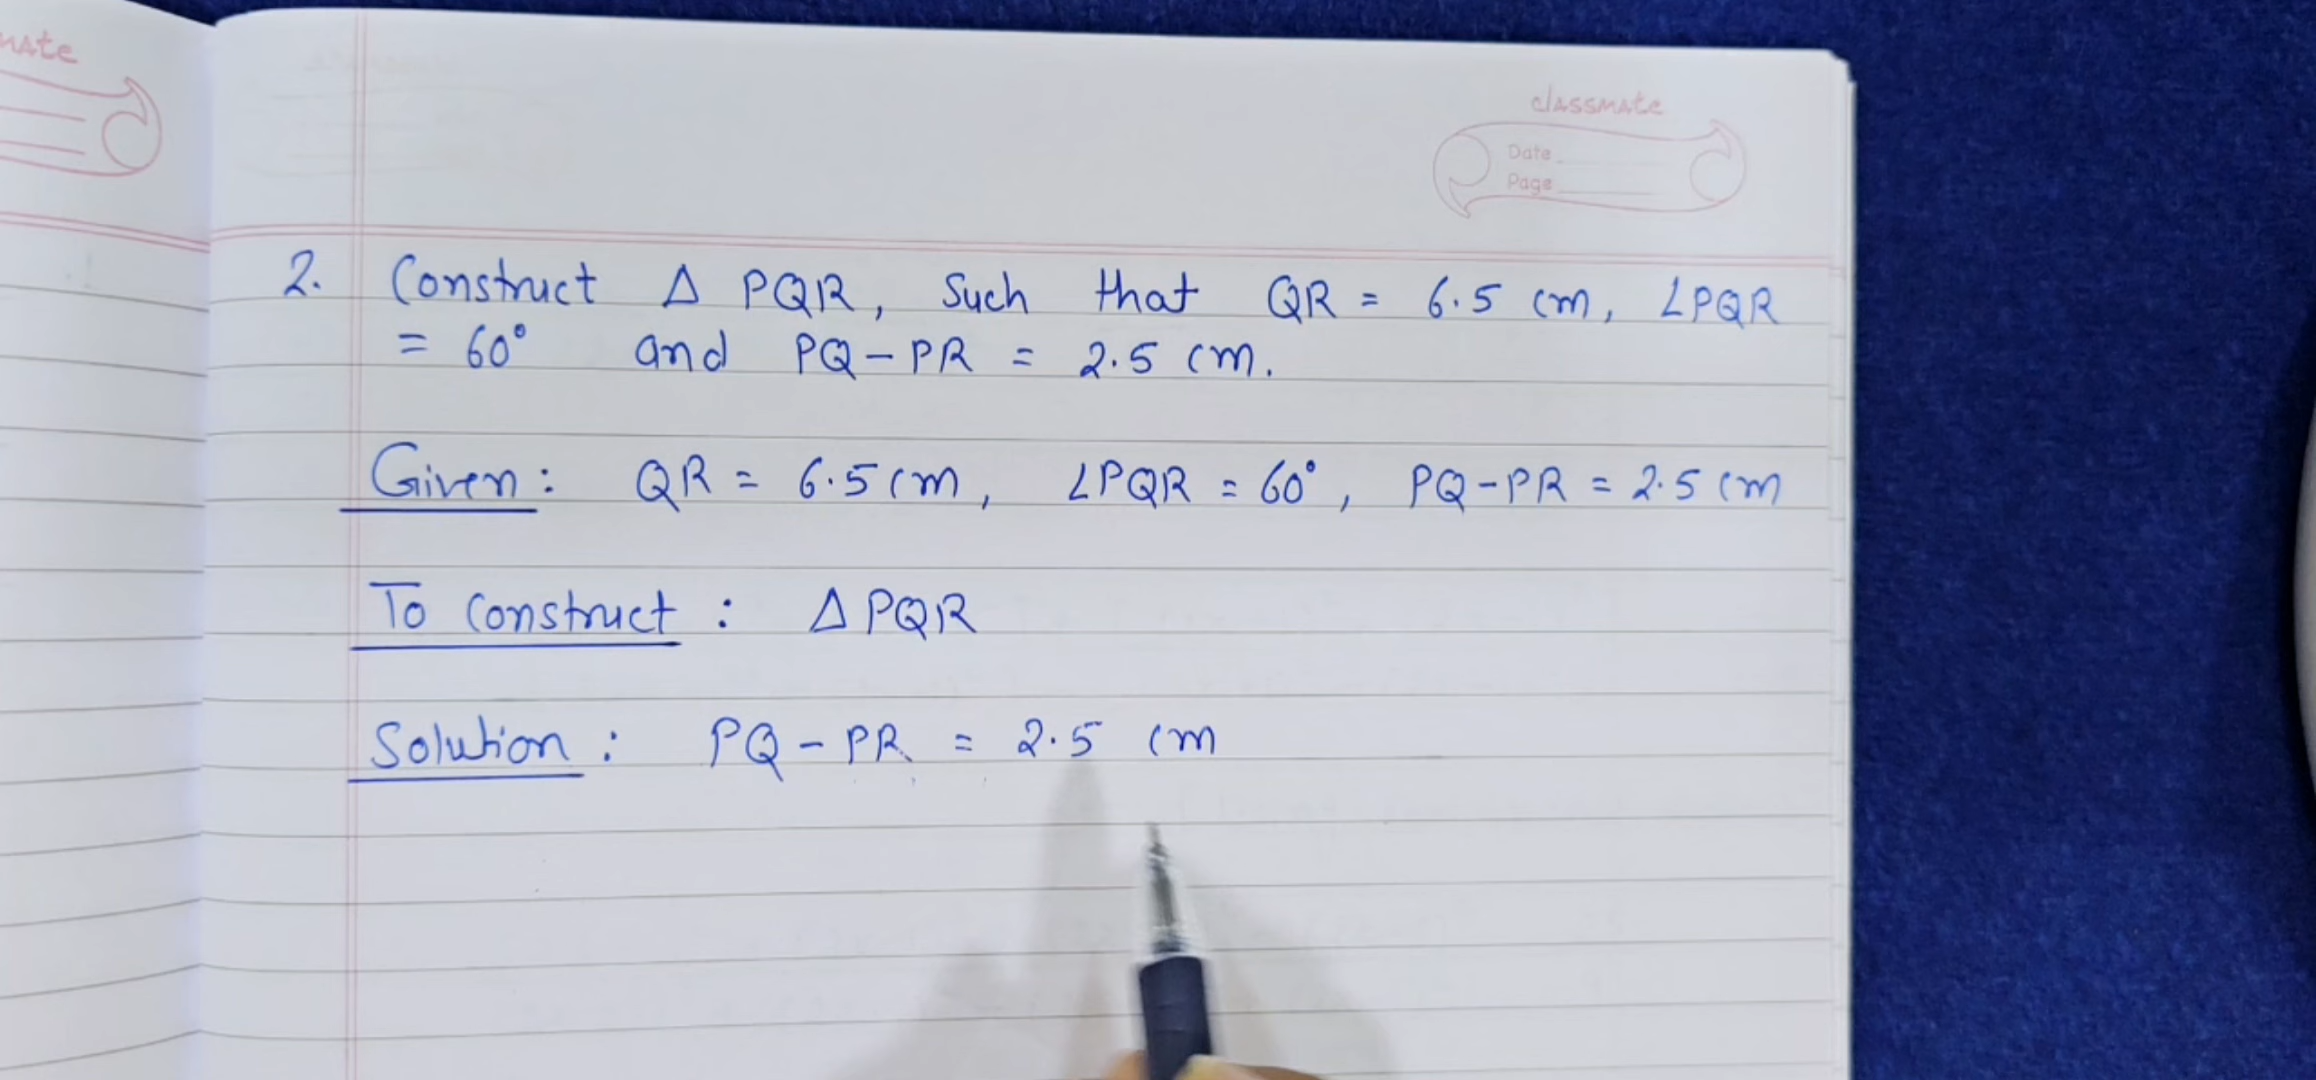 mate
classmate
Date
Page
2. Construct Δ PQR, Such that QR = 6.5 cm, ∠PQR
= 60° and PQ - PR = 2.5 cm.
Given: QR = 6.5 cm, ∠PQR = 60°, PQ - PR = 2.5 cm
To construct : Δ PQR
Solution : PQ - PR = 2.5 cm